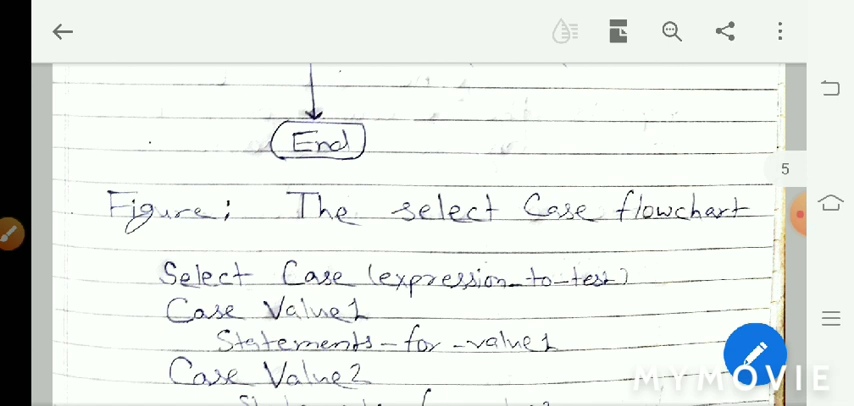 End
5
Figure: The select Case flowchart
Select Case (expression-to-test)
Case Value1
Statements-for-value1
Case Value2
MYMOVIE